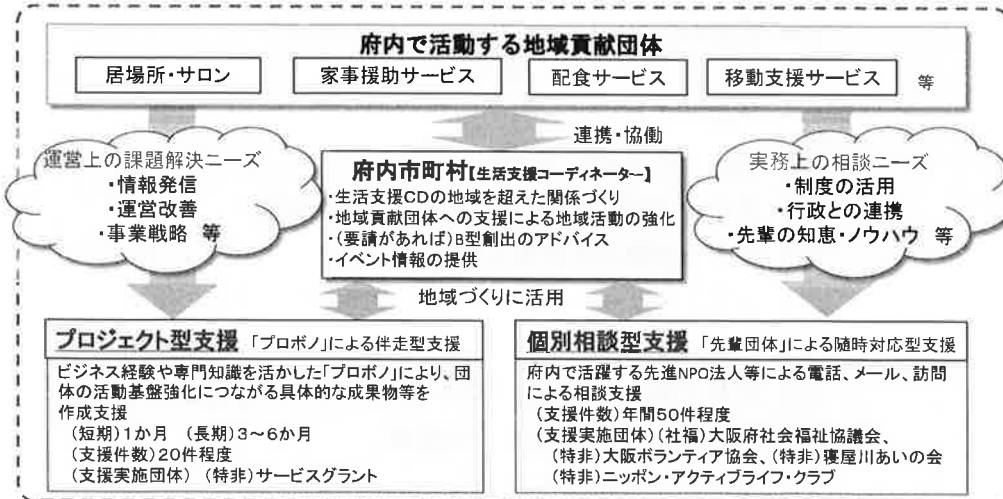 府内で活動する地域貢献団体
居場所・サロン
家事援助サービス
配食サービス
移動支援サービス
等
連携・協働
運営上の課題解決ニーズ
・情報発信
・運営改善
・事業戦略 等
府内市町村【生活支援コーディネーター】
・生活支援CDの地域を超えた関係づくり
・地域貢献団体への支援による地域活動の強化
・(要請があれば)B型創出のアドバイス
・イベント情報の提供
実務上の相談ニーズ
・制度の活用
・行政との連携
・先輩の知恵・ノウハウ 等
地域づくりに活用
プロジェクト型支援 「プロボノ」による伴走型支援
ビジネス経験や専門知識を活かした「プロボノ」により、団
体の活動基盤強化につながる具体的な成果物等を
作成支援
(短期)1か月 (長期)3～6か月
(支援件数)20件程度
(支援実施団体) (特非)サービスグラント
個別相談型支援 「先輩団体」による随時対応型支援
府内で活躍する先進NPO法人等による電話、メール、訪問
による相談支援
(支援件数)年間50件程度
(支援実施団体)(社福)大阪府社会福祉協議会、
(特非)大阪ボランティア協会、(特非)寝屋川あいの会
(特非)ニッポン・アクティブライフ・クラブ